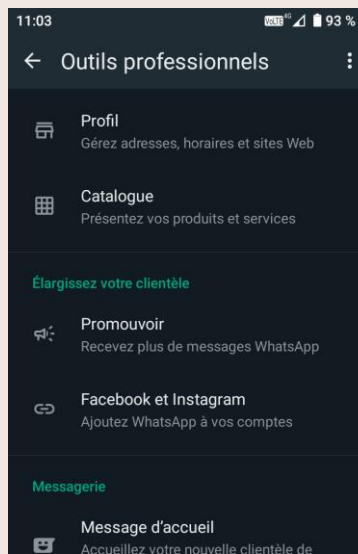 11:03
VoLTE 4G 93 %
Outils professionnels
Profil
Gérez adresses, horaires et sites Web
Catalogue
Présentez vos produits et services
Élargissez votre clientèle
Promouvoir
Recevez plus de messages WhatsApp
Facebook et Instagram
Ajoutez WhatsApp à vos comptes
Messagerie
Message d'accueil
Accueillez votre nouvelle clientèle de